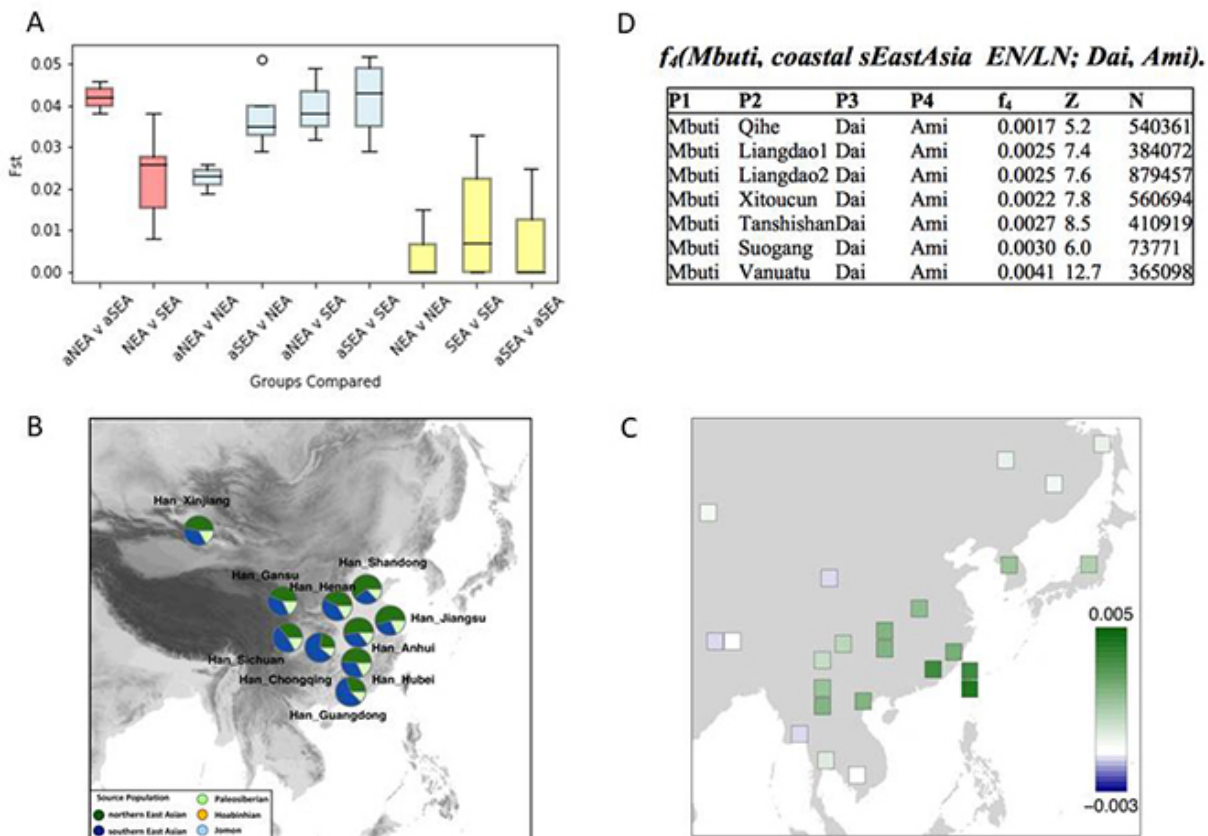 A
0.05
0.04
0.03
0.02
0.01
0.00
Fst
aNEA v aSEA
NEA v SEA
aNEA v NEA
aSEA v NEA
aNEA v SEA
aSEA v SEA
NEA v NEA
SEA v SEA
aSEA v aSEA
Groups Compared
D
f₄(Mbuti, coastal sEastAsia EN/LN; Dai, Ami).
P1 P2 P3 P4 f₄ Z N
Mbuti Qihe Dai Ami 0.0017 5.2 540361
Mbuti Liangdao1 Dai Ami 0.0025 7.4 384072
Mbuti Liangdao2 Dai Ami 0.0025 7.6 879457
Mbuti Xitoucun Dai Ami 0.0022 7.8 560694
Mbuti Tanshishan Dai Ami 0.0027 8.5 410919
Mbuti Suogang Dai Ami 0.0030 6.0 73771
Mbuti Vanuatu Dai Ami 0.0041 12.7 365098
B
Han_Xinjiang
Han_Shandong
Han_Gansu
Han_Henan
Han_Jiangsu
Han_Anhui
Han_Sichuan
Han_Chongqing
Han_Hubei
Han_Guangdong
Source Population
northern East Asian
southern East Asian
Paleosiberian
Hoabinhian
Jomon
C
0.005
−0.003